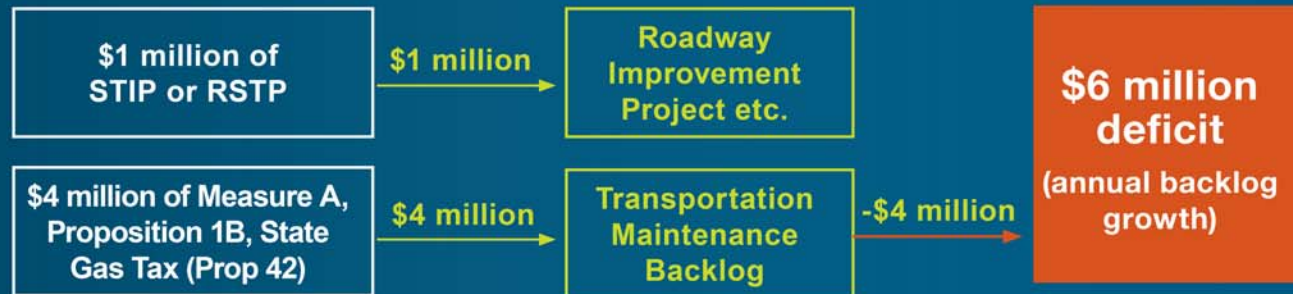 $1 million of
STIP or RSTP
$1 million
Roadway
Improvement
Project etc.
$4 million of Measure A,
Proposition 1B, State
Gas Tax (Prop 42)
$4 million
Transportation
Maintenance
Backlog
-$4 million
$6 million
deficit
(annual backlog
growth)